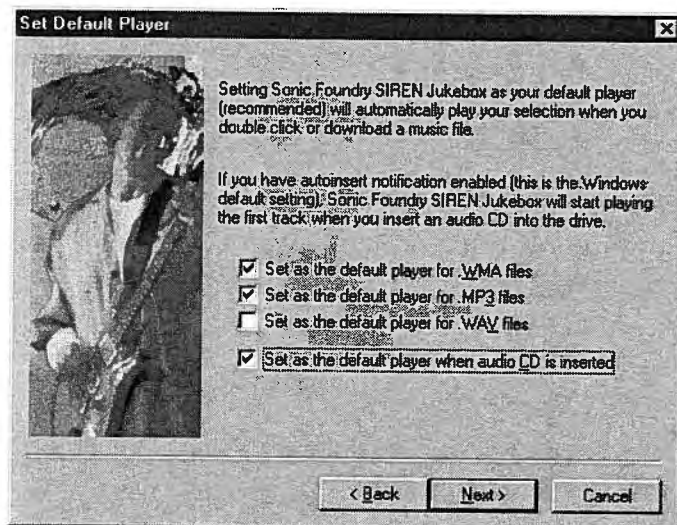 Set Default Player
Setting Sonic Foundry SIREN Jukebox as your default player
(recommended) will automatically play your selection when you
double click or download a music file.
If you have autoinsert notification enabled (this is the Windows
default setting), Sonic Foundry SIREN Jukebox will start playing
the first track when you insert an audio CD into the drive.
Set as the default player for .WMA files
Set as the default player for .MP3 files
Set as the default player for .WAV files
Set as the default player when audio CD is inserted
< Back
Next >
Cancel